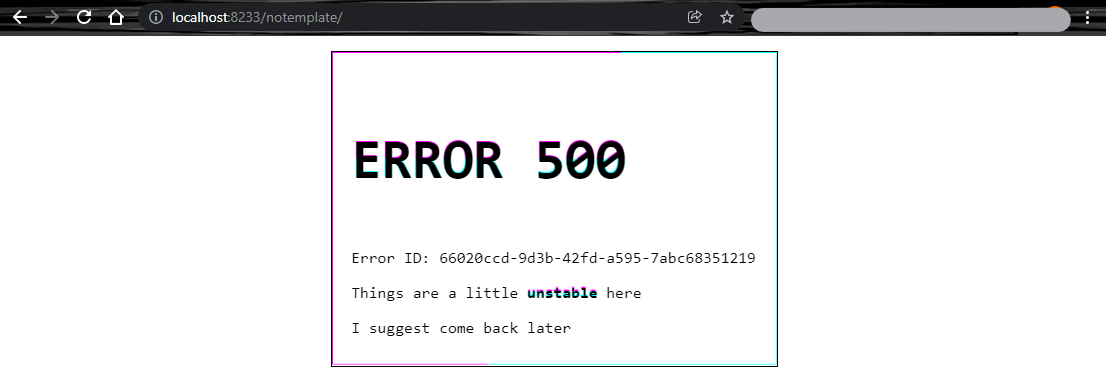 localhost:8233/notemplate/
ERROR 500
Error ID: 66020ccd-9d3b-42fd-a595-7abc68351219
Things are a little unstable here
I suggest come back later